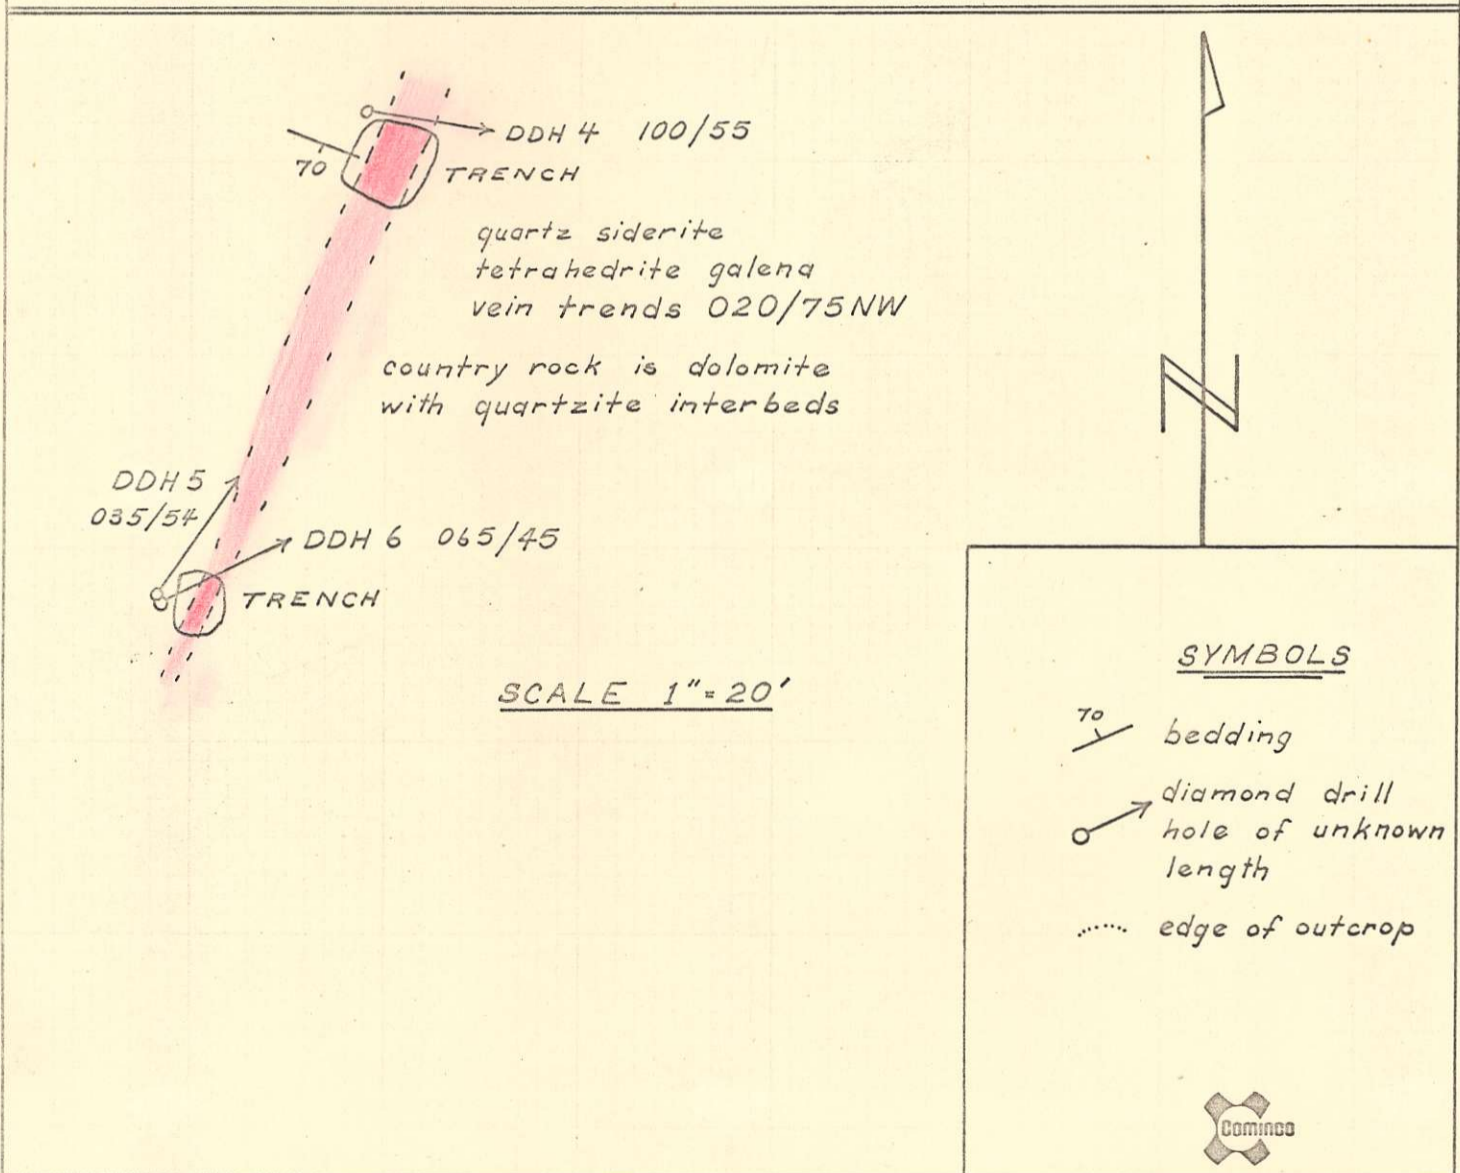 DDH 4 100/55
70
TRENCH
quartz siderite
tetrahedrite galena
vein trends 020/75NW
country rock is dolomite
with quartzite interbeds
DDH 5
035/54
DDH 6 065/45
TRENCH
SCALE 1" = 20'
N
SYMBOLS
70
bedding
diamond drill
hole of unknown
length
edge of outcrop
Cominco